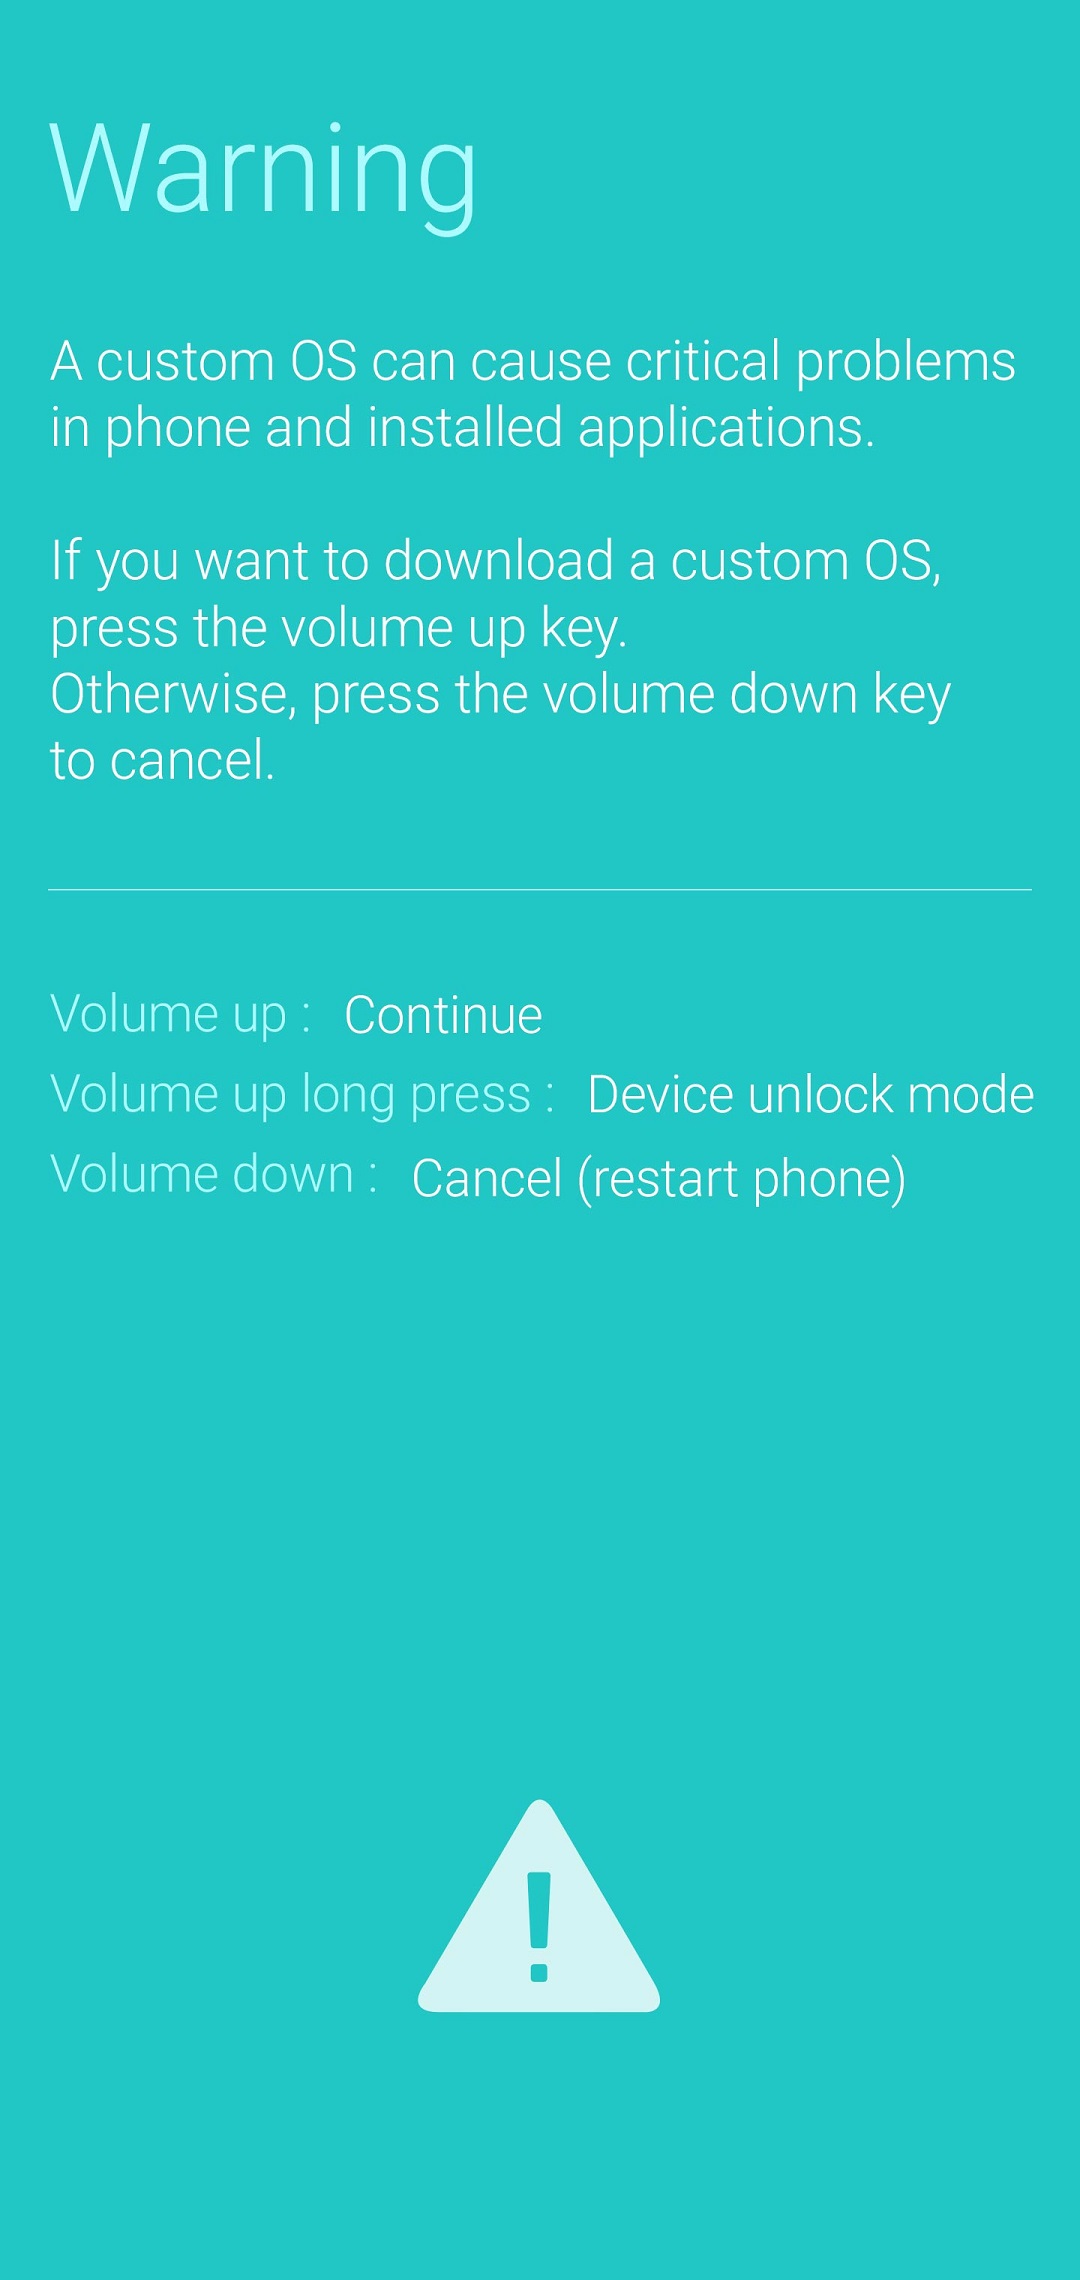 Warning
A custom OS can cause critical problems
in phone and installed applications.
If you want to download a custom OS,
press the volume up key.
Otherwise, press the volume down key
to cancel.
Volume up : Continue
Volume up long press : Device unlock mode
Volume down : Cancel (restart phone)
!